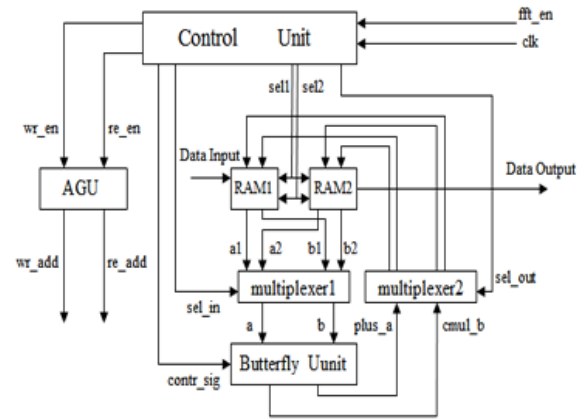 fft_en
Control Unit
clk
sel1 sel2
wr_en
re_en
Data Input
Data Output
AGU
RAM1
RAM2
a1
a2
b1
b2
wr_add
re_add
multiplexer1
multiplexer2
sel_out
sel_in
a
b
plus_a
cmul_b
Butterfly Uunit
contr_sig